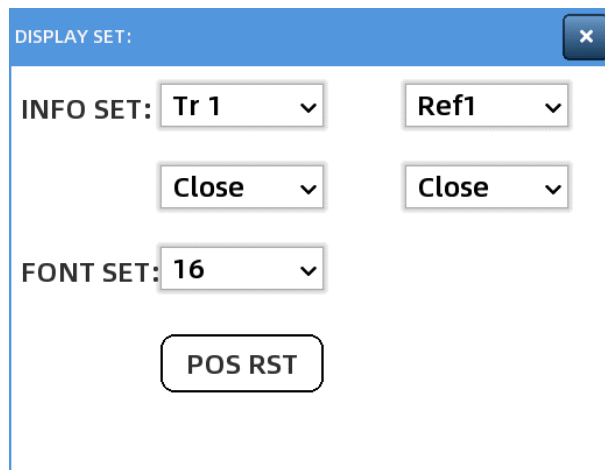 DISPLAY SET:
INFO SET: Tr 1 Ref1
Close Close
FONT SET: 16
POS RST